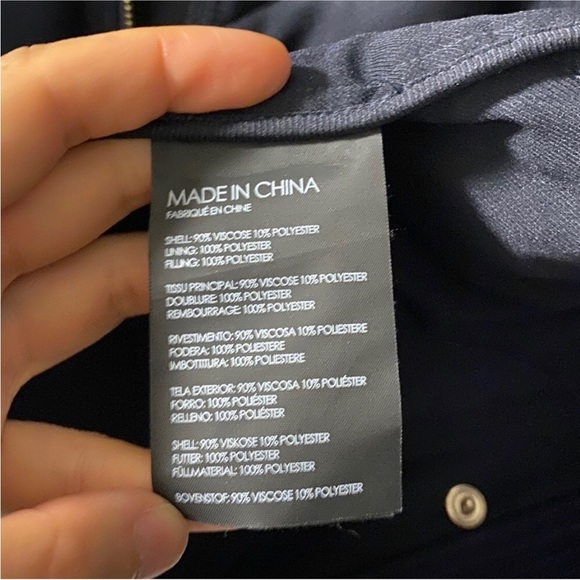 MADE IN CHINA
FABRIQUÉ EN CHINE
SHELL: 90% VISCOSE 10% POLYESTER
LINING: 100% POLYESTER
FILLING: 100% POLYESTER
TISSU PRINCIPAL: 90% VISCOSE 10% POLYESTER
DOUBLURE: 100% POLYESTER
REMBOURRAGE: 100% POLYESTER
RIVESTIMENTO: 90% VISCOSA 10% POLIESTERE
FODERA: 100% POLIESTERE
IMBOTTITURA: 100% POLIESTERE
TELA EXTERIOR: 90% VISCOSA 10% POLIÉSTER
FORRO: 100% POLIÉSTER
RELLENO: 100% POLIÉSTER
SHELL: 90% VISKOSE 10% POLYESTER
FUTTER: 100% POLYESTER
FÜLLMATERIAL: 100% POLYESTER
BOVENSTOF: 90% VISCOSE 10% POLYESTER